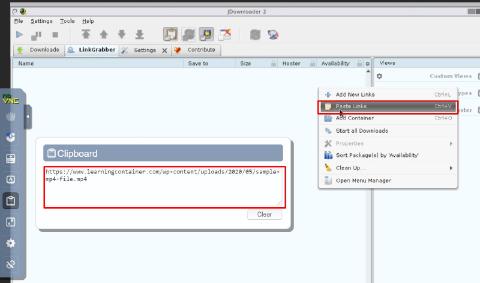 JDownloader 2
File Settings Tools Help
Downloads LinkGrabber Settings Contribute
Name Save to Size Hoster Availability Views
Custom Views
Add New Links Ctrl+L
Paste Links Ctrl+V
Add Container Ctrl+O
Start all Downloads
Properties
Sort Package(s) by 'Availability'
Clean Up...
Open Menu Manager
VNC
Clipboard
https://www.learningcontainer.com/wp-content/uploads/2020/05/sample-
mp4-file.mp4
Clear